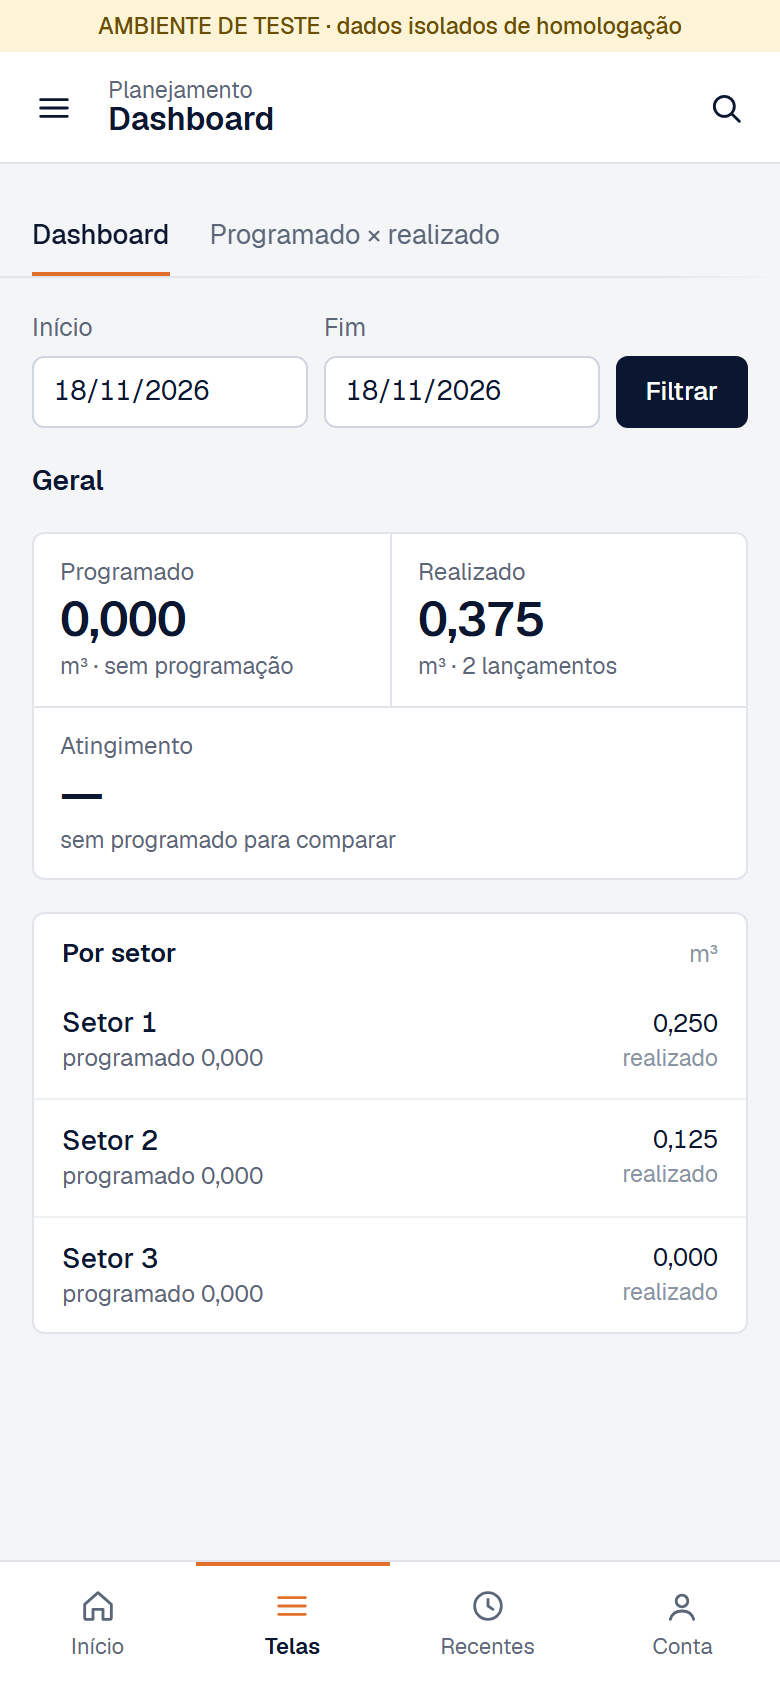 AMBIENTE DE TESTE · dados isolados de homologação
Planejamento
Dashboard
Dashboard
Programado × realizado
Início
Fim
18/11/2026
18/11/2026
Filtrar
Geral
Programado
0,000
m³ · sem programação
Realizado
0,375
m³ · 2 lançamentos
Atingimento
—
sem programado para comparar
Por setor
m³
Setor 1
0,250
programado 0,000
realizado
Setor 2
0,125
programado 0,000
realizado
Setor 3
0,000
programado 0,000
realizado
Início
Telas
Recentes
Conta